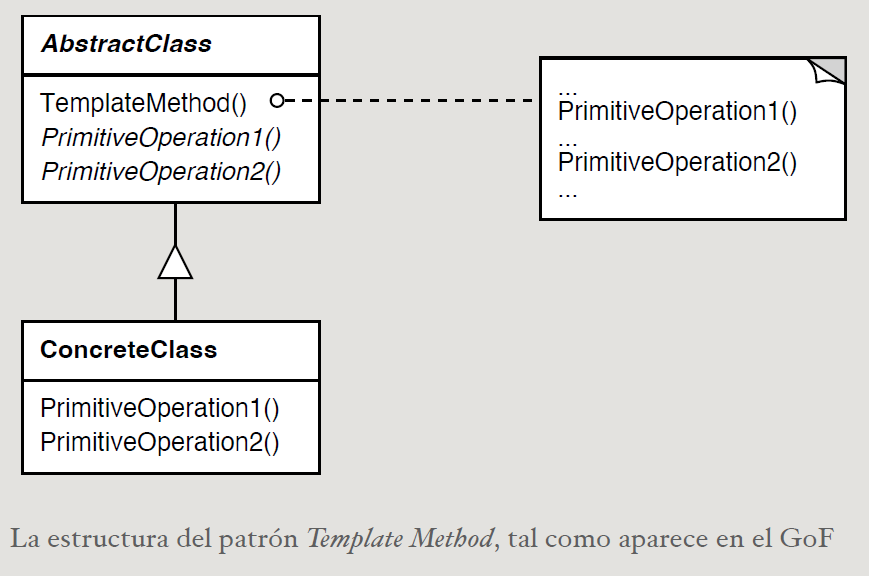 AbstractClass
TemplateMethod()
PrimitiveOperation1()
PrimitiveOperation2()
...
PrimitiveOperation1()
...
PrimitiveOperation2()
...
ConcreteClass
PrimitiveOperation1()
PrimitiveOperation2()
La estructura del patrón Template Method, tal como aparece en el GoF